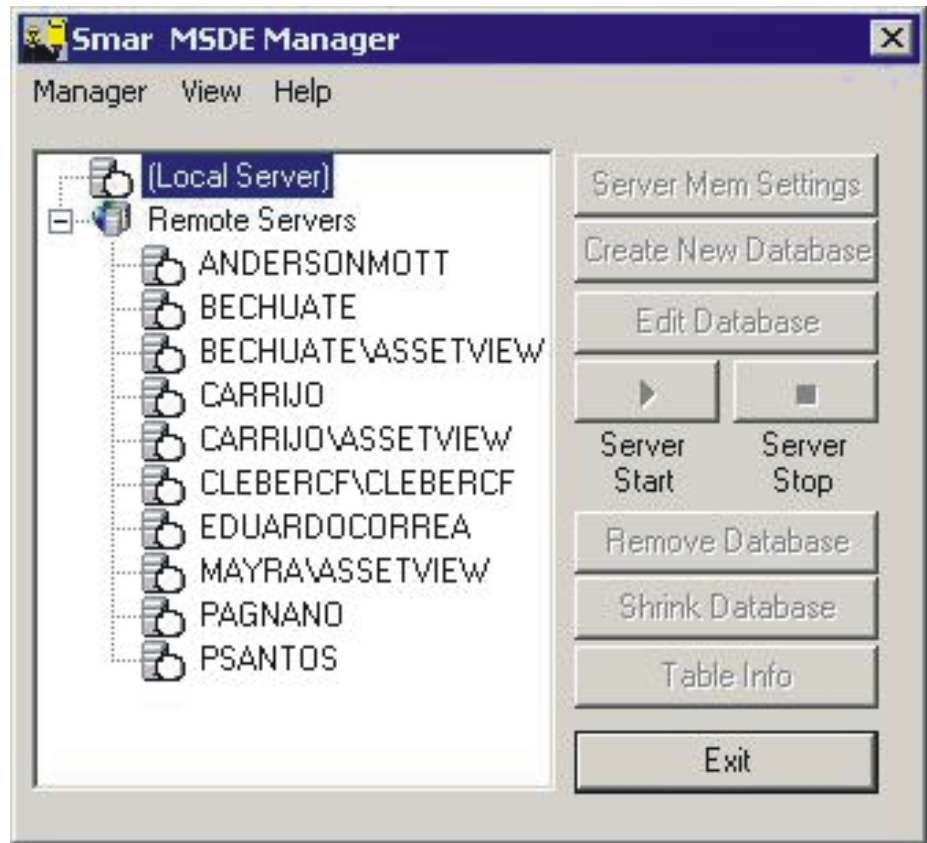 Smar MSDE Manager
Manager View Help
(Local Server)
Remote Servers
ANDERSONMOTT
BECHUATE
BECHUATE\ASSETVIEW
CARRIJO
CARRIJO\ASSETVIEW
CLEBERCF\CLEBERCF
EDUARDOCORREA
MAYRA\ASSETVIEW
PAGNANO
PSANTOS
Server Mem Settings
Create New Database
Edit Database
Server Start
Server Stop
Remove Database
Shrink Database
Table Info
Exit